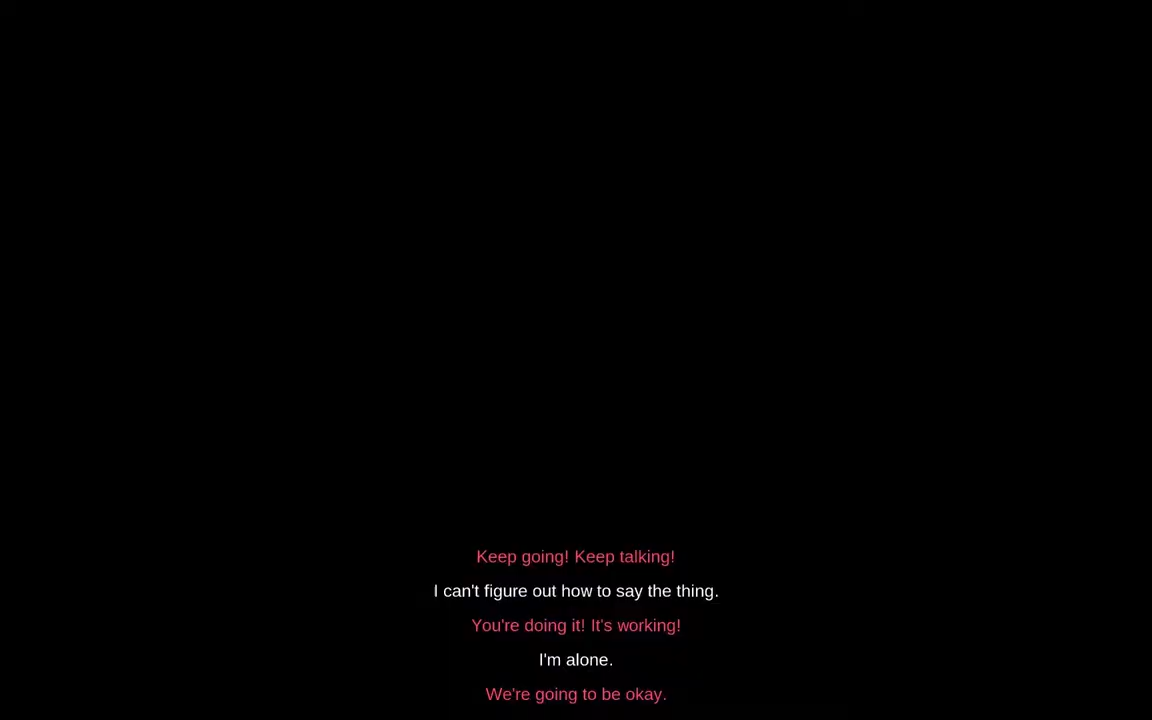 Keep going! Keep talking!
I can't figure out how to say the thing.
You're doing it! It's working!
I'm alone.
We're going to be okay.